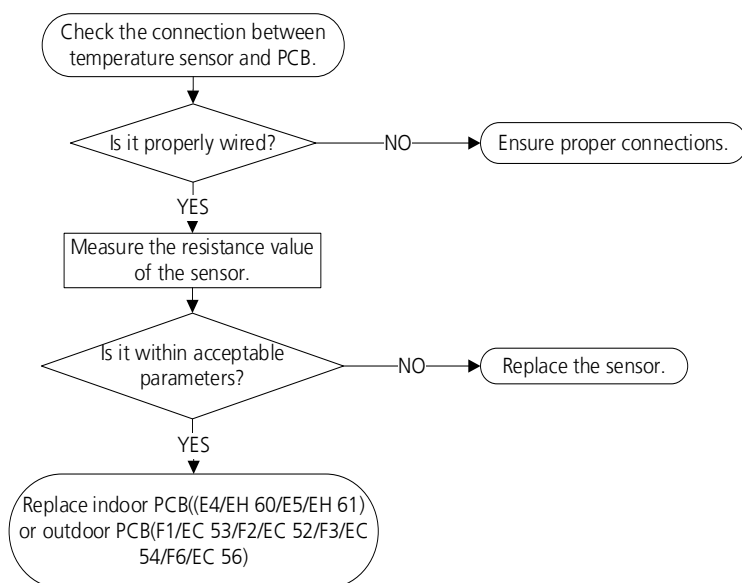 Check the connection between
temperature sensor and PCB.
Is it properly wired?
NO
Ensure proper connections.
YES
Measure the resistance value
of the sensor.
Is it within acceptable
parameters?
NO
Replace the sensor.
YES
Replace indoor PCB((E4/EH 60/E5/EH 61)
or outdoor PCB(F1/EC 53/F2/EC 52/F3/EC
54/F6/EC 56)